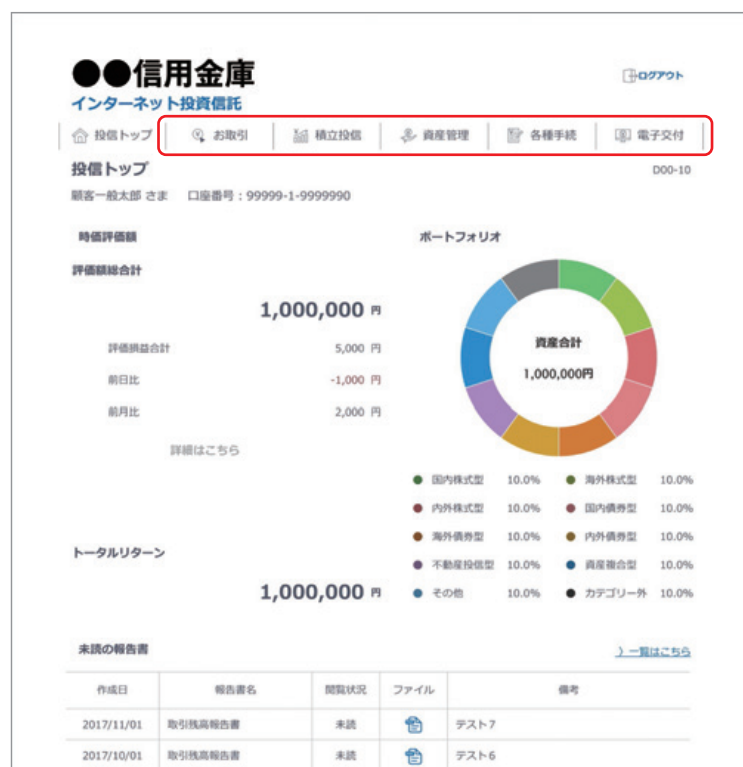 ●●信用金庫
ログアウト
インターネット投資信託
投信トップ お取引 積立投信 資産管理 各種手続 電子交付
投信トップ D00-10
顧客一般太郎 さま 口座番号：99999-1-9999990
時価評価額 ポートフォリオ
評価額総合計
1,000,000 円
評価損益合計 5,000 円
前日比 -1,000 円
前月比 2,000 円
詳細はこちら
資産合計
1,000,000円
国内株式型 10.0% 海外株式型 10.0%
内外株式型 10.0% 国内債券型 10.0%
海外債券型 10.0% 内外債券型 10.0%
不動産投信型 10.0% 資産複合型 10.0%
その他 10.0% カテゴリー外 10.0%
トータルリターン
1,000,000 円
未読の報告書 〉一覧はこちら
作成日 報告書名 閲覧状況 ファイル 備考
2017/11/01 取引残高報告書 未読 テスト7
2017/10/01 取引残高報告書 未読 テスト6